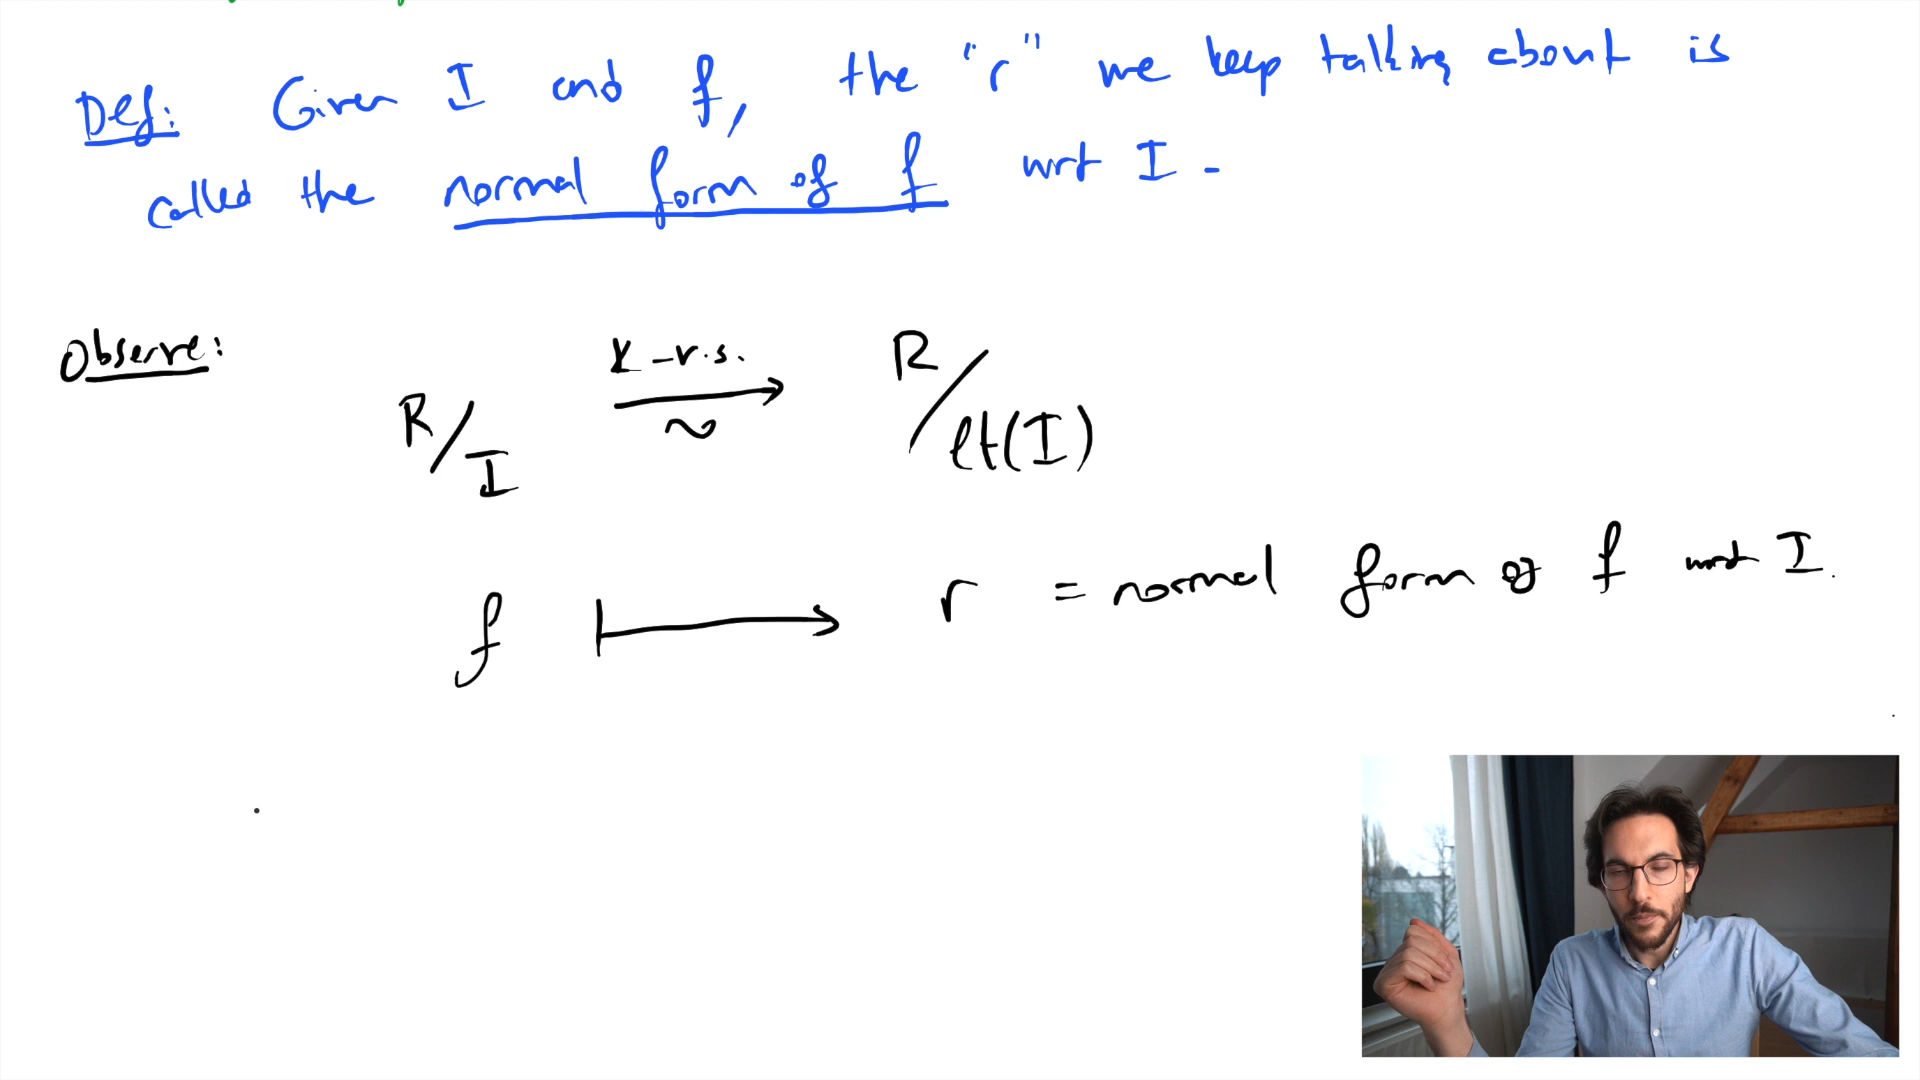 Def: Given I and f, the "r" we keep talking about is
called the normal form of f wrt I.
Observe: R/I K-v.s. ~ R/lt(I)
f ↦ r = normal form of f wrt I.